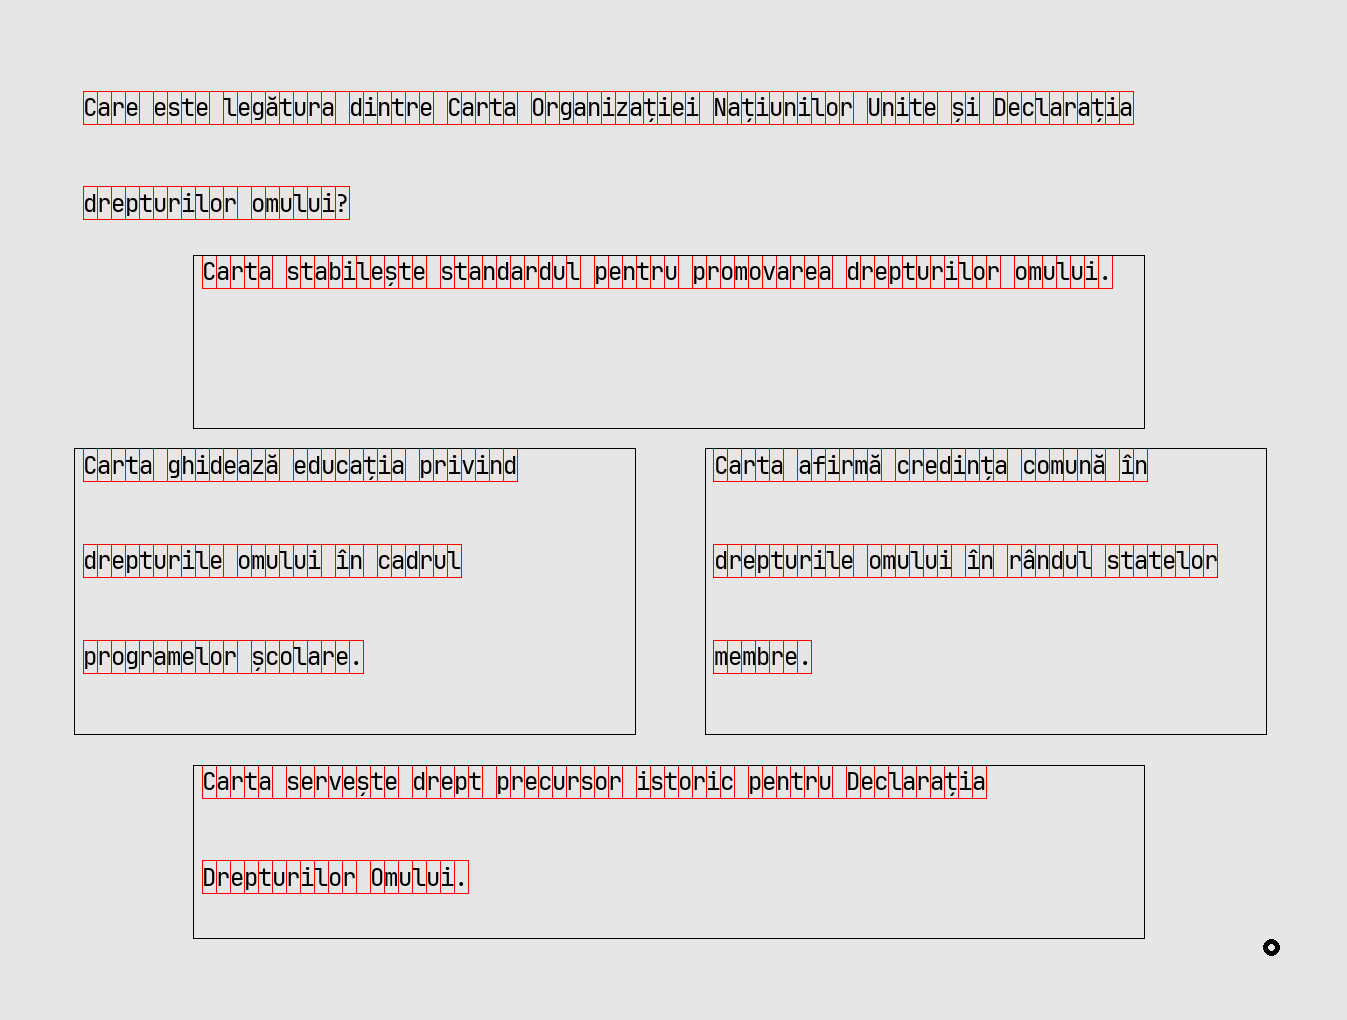 Care este legătura dintre Carta Organizației Națiunilor Unite și Declarația
drepturilor omului?
Carta stabilește standardul pentru promovarea drepturilor omului.
Carta ghidează educația privind
drepturile omului în cadrul
programelor școlare.
Carta afirmă credința comună în
drepturile omului în rândul statelor
membre.
Carta servește drept precursor istoric pentru Declarația
Drepturilor Omului.